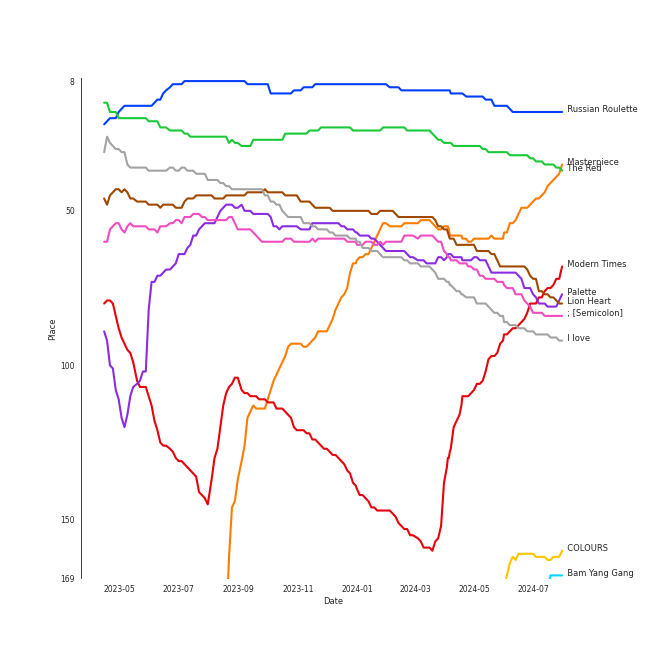 8
50
100
150
169
Place
2023-05
2023-07
2023-09
2023-11
2024-01
2024-03
2024-05
2024-07
Date
Russian Roulette
Masterpiece
The Red
Modern Times
Palette
Lion Heart
; [Semicolon]
I love
COLOURS
Bam Yang Gang